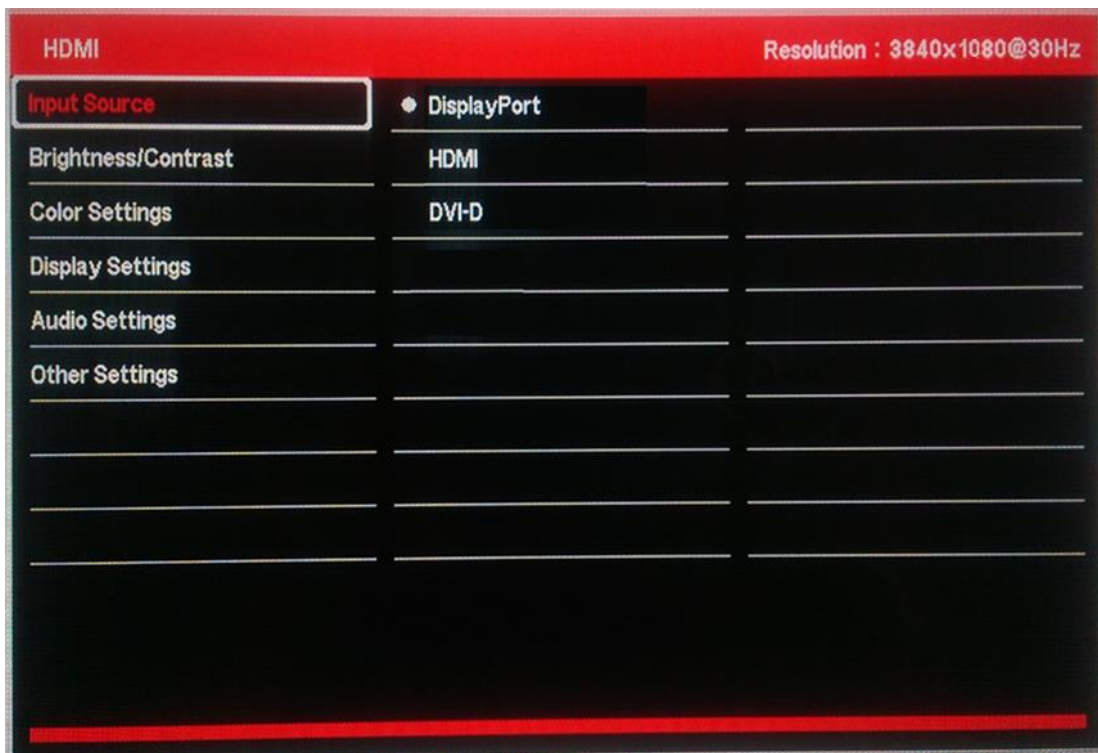 HDMI
Resolution : 3840x1080@30Hz
Input Source
DisplayPort
Brightness/Contrast
HDMI
Color Settings
DVI-D
Display Settings
Audio Settings
Other Settings